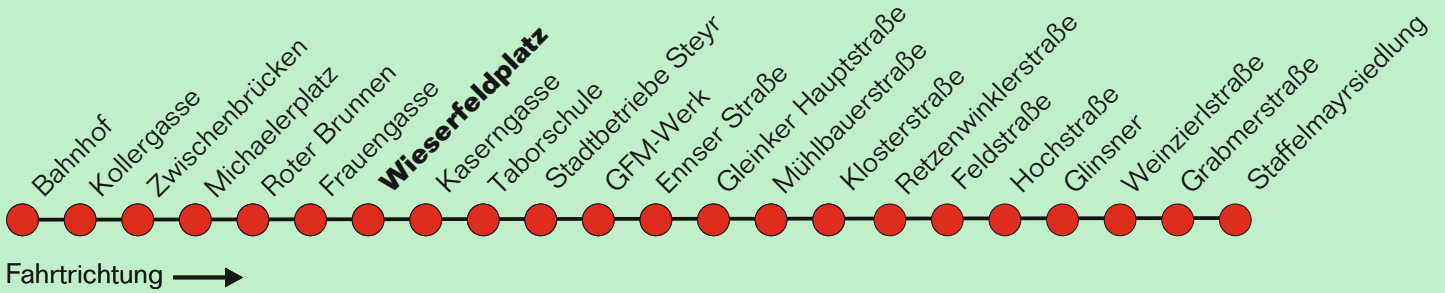 Bahnhof
Kollergasse
Zwischenbrücken
Michaelerplatz
Roter Brunnen
Frauengasse
Wieserfeldplatz
Kaserngasse
Taborschule
Stadtbetriebe Steyr
GFM-Werk
Ennser Straße
Gleinker Hauptstraße
Mühlbauerstraße
Klosterstraße
Retzenwinklerstraße
Feldstraße
Hochstraße
Glinsner
Weinzierlstraße
Grabmerstraße
Staffelmayrsiedlung
Fahrtrichtung